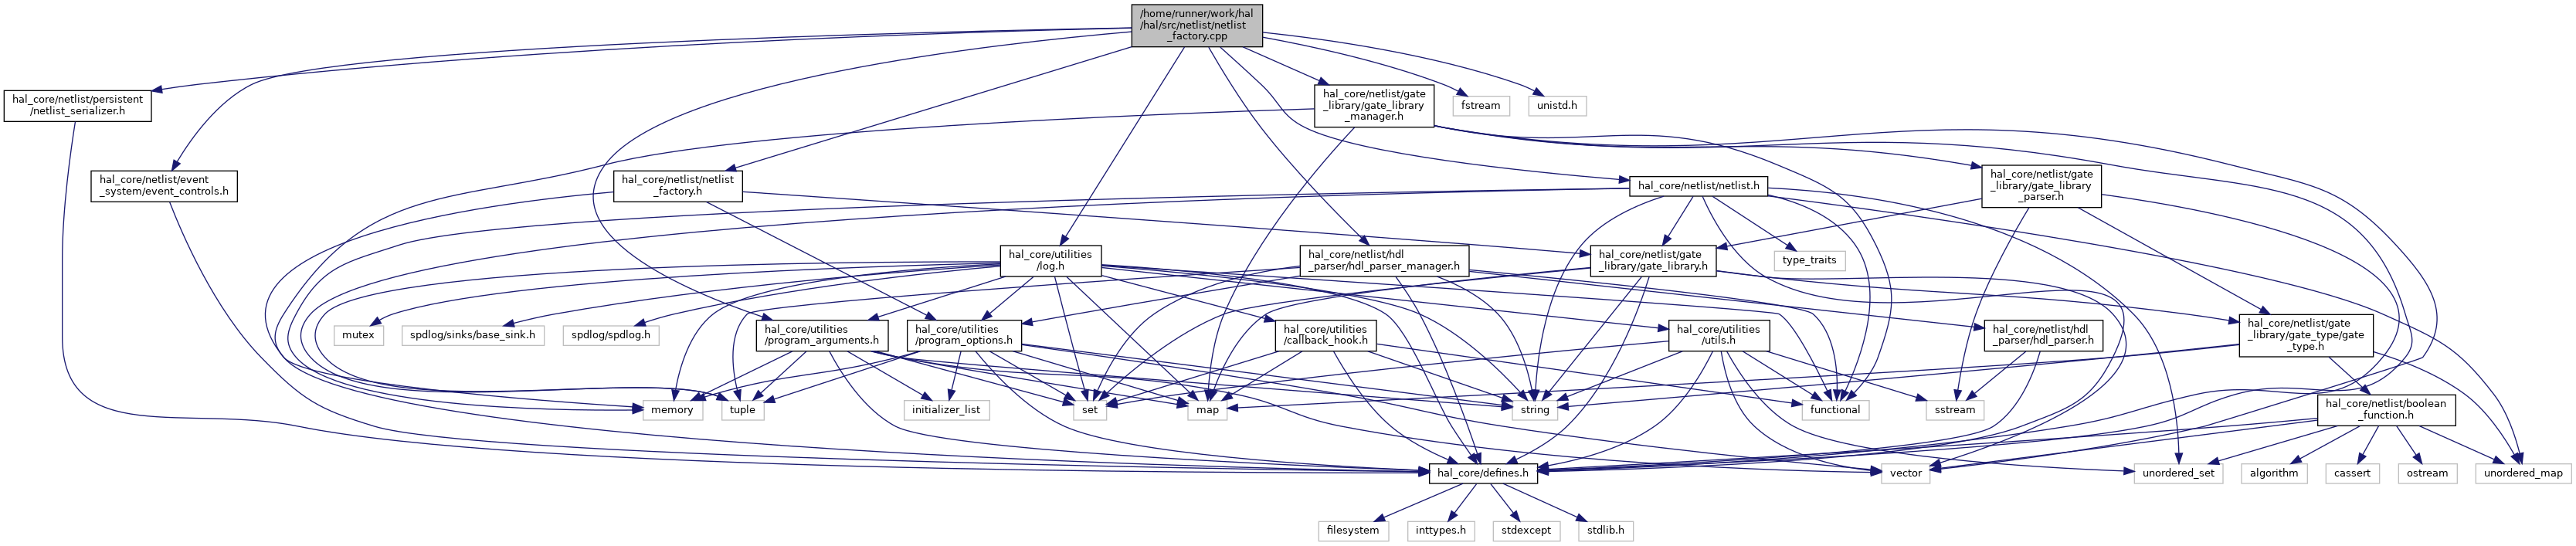 /home/runner/work/hal
/hal/src/netlist/netlist
_factory.cpp
hal_core/netlist/persistent
/netlist_serializer.h
hal_core/netlist/gate
_library/gate_library
_manager.h
fstream
unistd.h
hal_core/netlist/event
_system/event_controls.h
hal_core/netlist/netlist
_factory.h
hal_core/netlist/netlist.h
hal_core/netlist/gate
_library/gate_library
_parser.h
hal_core/utilities
/log.h
hal_core/netlist/hdl
_parser/hdl_parser_manager.h
hal_core/netlist/gate
_library/gate_library.h
type_traits
mutex
spdlog/sinks/base_sink.h
spdlog/spdlog.h
hal_core/utilities
/program_arguments.h
hal_core/utilities
/program_options.h
hal_core/utilities
/callback_hook.h
hal_core/utilities
/utils.h
hal_core/netlist/hdl
_parser/hdl_parser.h
hal_core/netlist/gate
_library/gate_type/gate
_type.h
memory
tuple
initializer_list
set
map
string
functional
sstream
hal_core/netlist/boolean
_function.h
hal_core/defines.h
vector
unordered_set
algorithm
cassert
ostream
unordered_map
filesystem
inttypes.h
stdexcept
stdlib.h